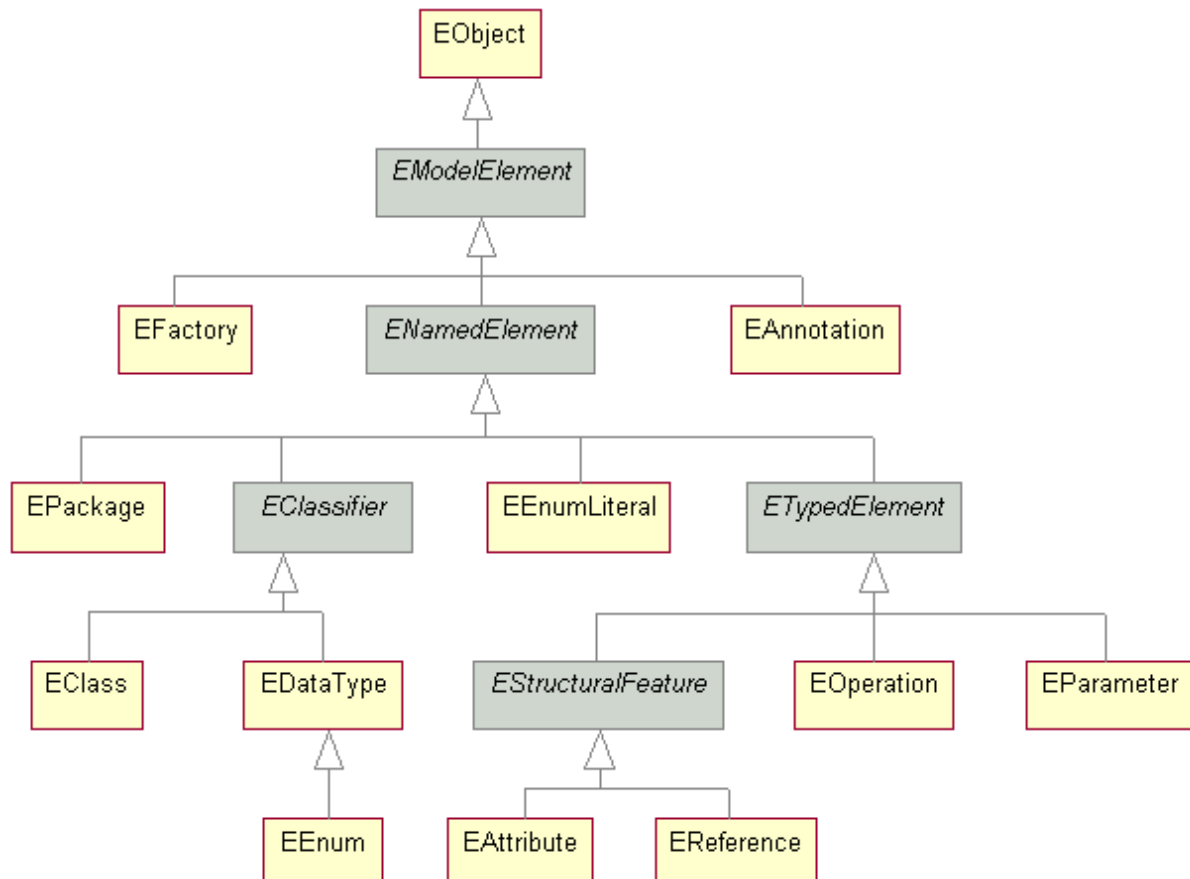 EObject
EModelElement
EFactory
ENamedElement
EAnnotation
EPackage
EClassifier
EEnumLiteral
ETypedElement
EClass
EDataType
EStructuralFeature
EOperation
EParameter
EEnum
EAttribute
EReference